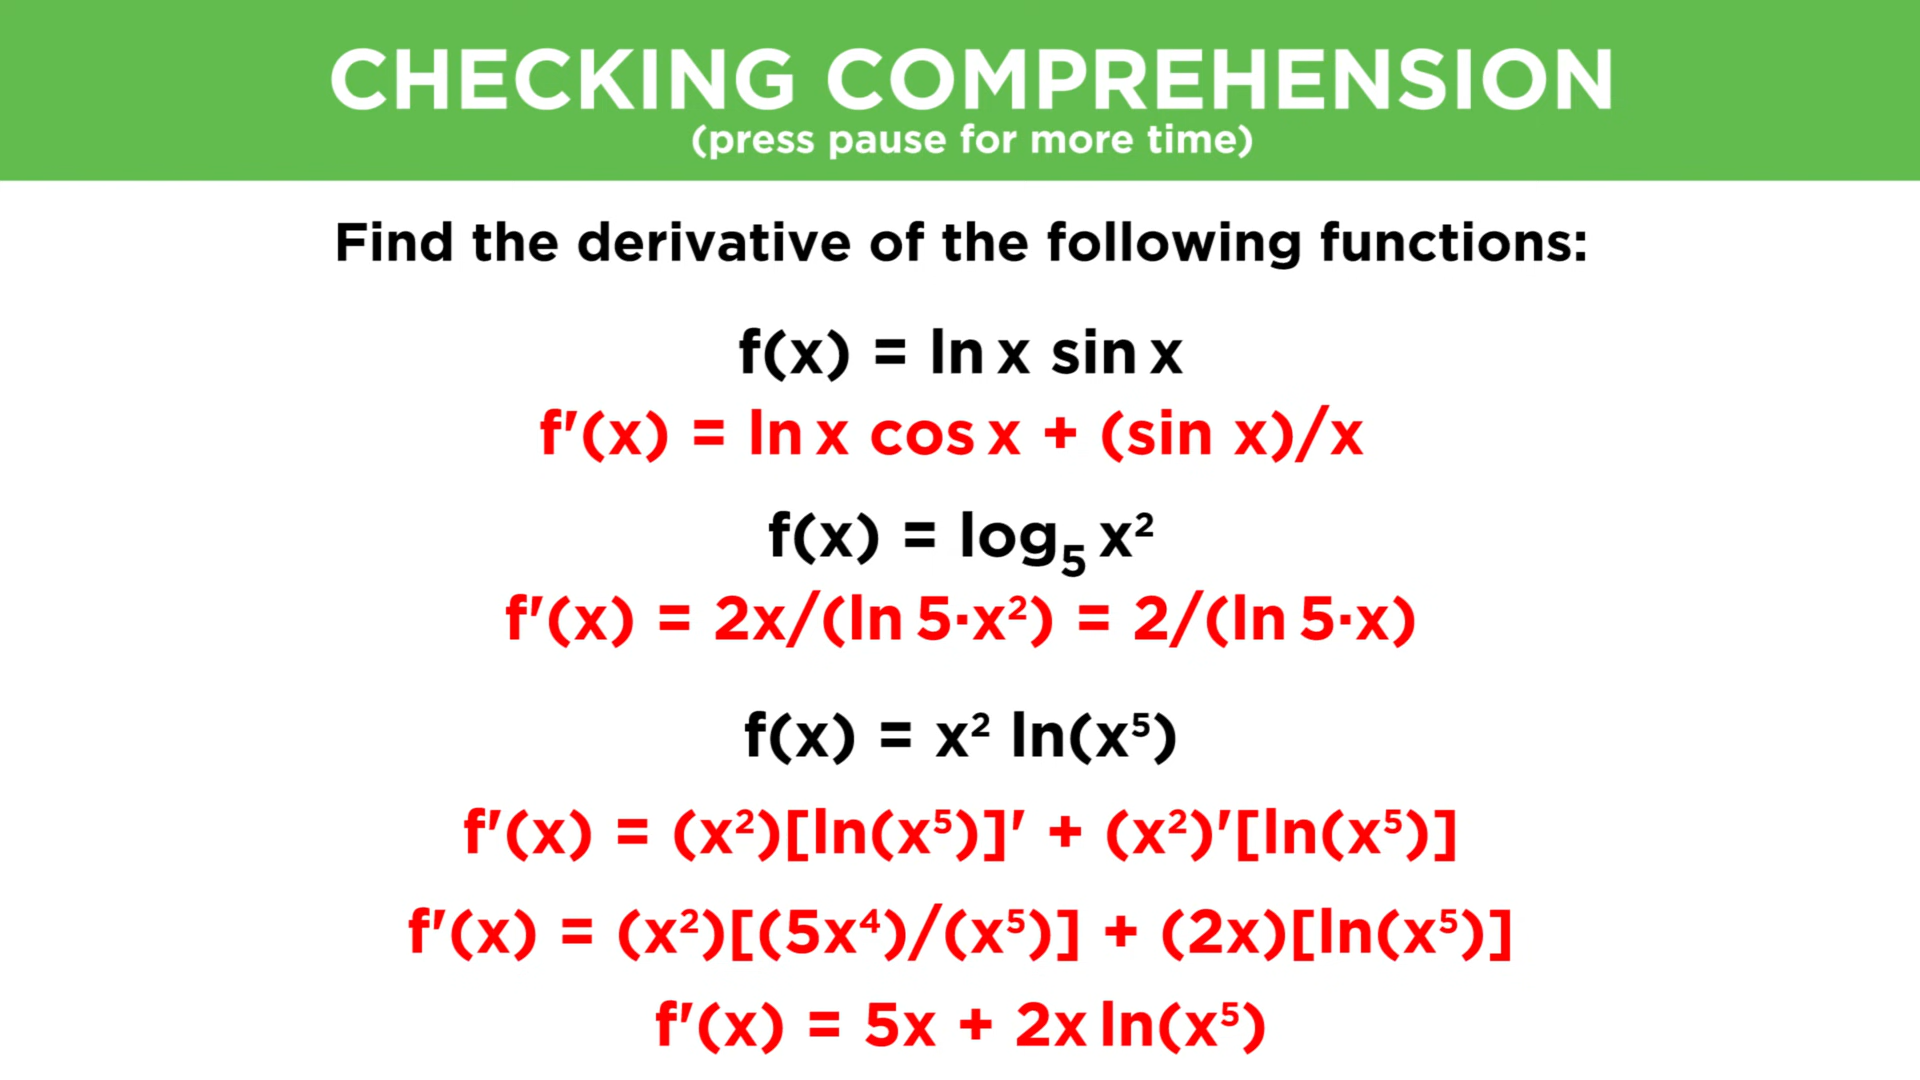 CHECKING COMPREHENSION
(press pause for more time)
Find the derivative of the following functions:
f(x) = ln x sin x
f'(x) = ln x cos x + (sin x)/x
f(x) = log₅ x²
f'(x) = 2x/(ln 5·x²) = 2/(ln 5·x)
f(x) = x² ln(x⁵)
f'(x) = (x²)[ln(x⁵)]' + (x²)'[ln(x⁵)]
f'(x) = (x²)[(5x⁴)/(x⁵)] + (2x)[ln(x⁵)]
f'(x) = 5x + 2x ln(x⁵)